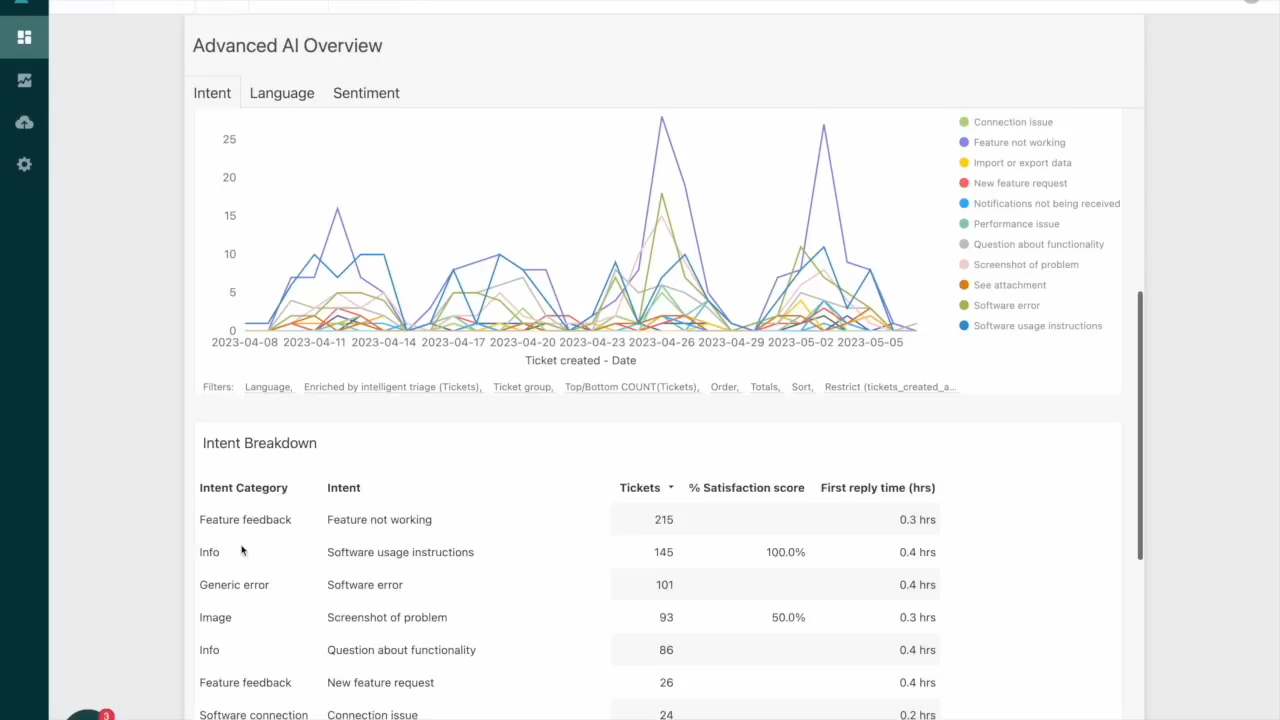 Advanced AI Overview
Intent Language Sentiment
25
20
15
10
5
0
2023-04-08 2023-04-11 2023-04-14 2023-04-17 2023-04-20 2023-04-23 2023-04-26 2023-04-29 2023-05-02 2023-05-05
Ticket created - Date
Connection issue
Feature not working
Import or export data
New feature request
Notifications not being received
Performance issue
Question about functionality
Screenshot of problem
See attachment
Software error
Software usage instructions
Filters: Language, Enriched by intelligent triage (Tickets), Ticket group, Top/Bottom COUNT(Tickets), Order, Totals, Sort, Restrict (tickets_created_a...
Intent Breakdown
Intent Category Intent Tickets % Satisfaction score First reply time (hrs)
Feature feedback Feature not working 215 0.3 hrs
Info Software usage instructions 145 100.0% 0.4 hrs
Generic error Software error 101 0.4 hrs
Image Screenshot of problem 93 50.0% 0.3 hrs
Info Question about functionality 86 0.4 hrs
Feature feedback New feature request 26 0.4 hrs
Software connection Connection issue 24 0.2 hrs
3